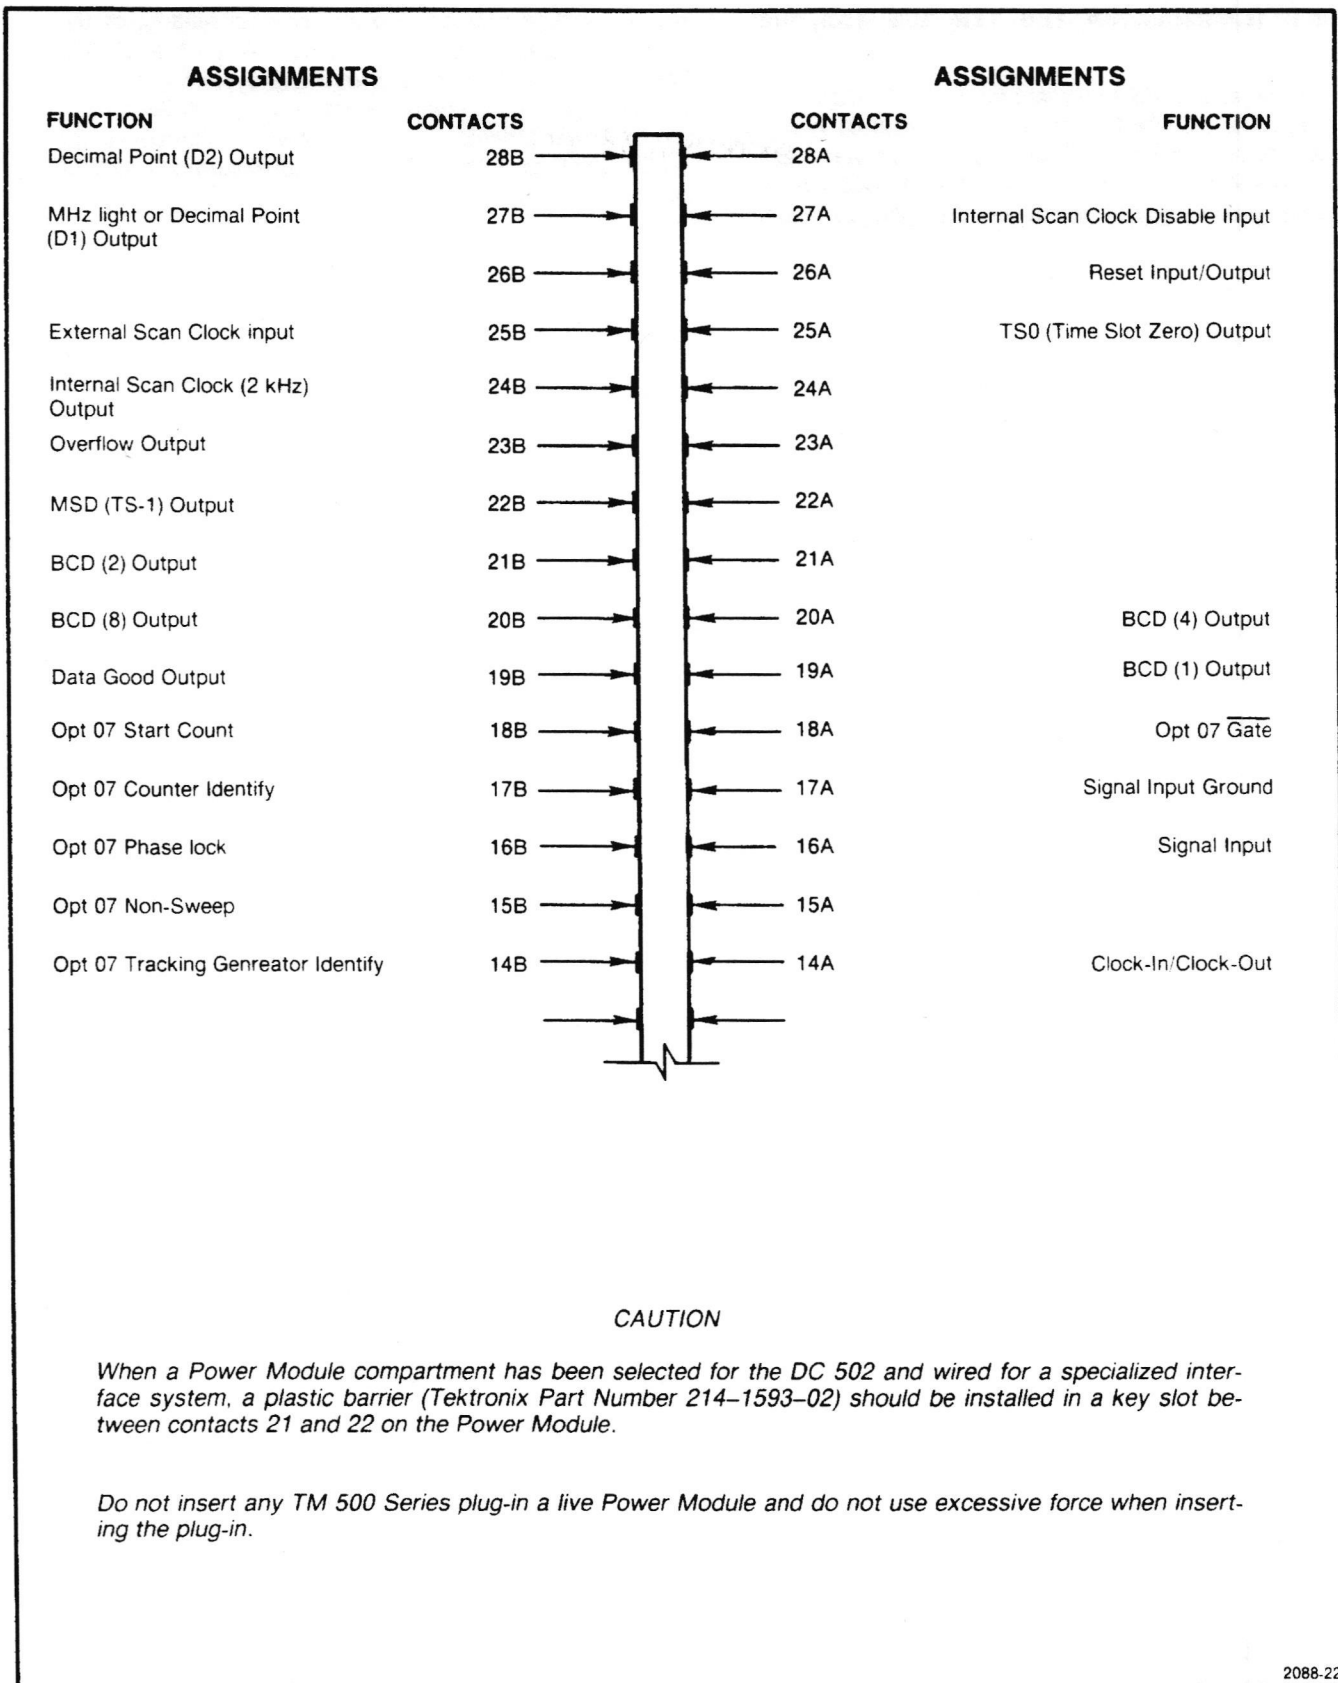 ASSIGNMENTS ASSIGNMENTS
FUNCTION CONTACTS CONTACTS FUNCTION
Decimal Point (D2) Output 28B 28A
MHz light or Decimal Point 27B 27A Internal Scan Clock Disable Input
(D1) Output
26B 26A Reset Input/Output
External Scan Clock input 25B 25A TS0 (Time Slot Zero) Output
Internal Scan Clock (2 kHz) 24B 24A
Output
Overflow Output 23B 23A
MSD (TS-1) Output 22B 22A
BCD (2) Output 21B 21A
BCD (8) Output 20B 20A BCD (4) Output
Data Good Output 19B 19A BCD (1) Output
Opt 07 Start Count 18B 18A Opt 07 G̅a̅t̅e̅
Opt 07 Counter Identify 17B 17A Signal Input Ground
Opt 07 Phase lock 16B 16A Signal Input
Opt 07 Non-Sweep 15B 15A
Opt 07 Tracking Genreator Identify 14B 14A Clock-In/Clock-Out
CAUTION
When a Power Module compartment has been selected for the DC 502 and wired for a specialized inter-
face system, a plastic barrier (Tektronix Part Number 214–1593–02) should be installed in a key slot be-
tween contacts 21 and 22 on the Power Module.
Do not insert any TM 500 Series plug-in a live Power Module and do not use excessive force when insert-
ing the plug-in.
2088-22